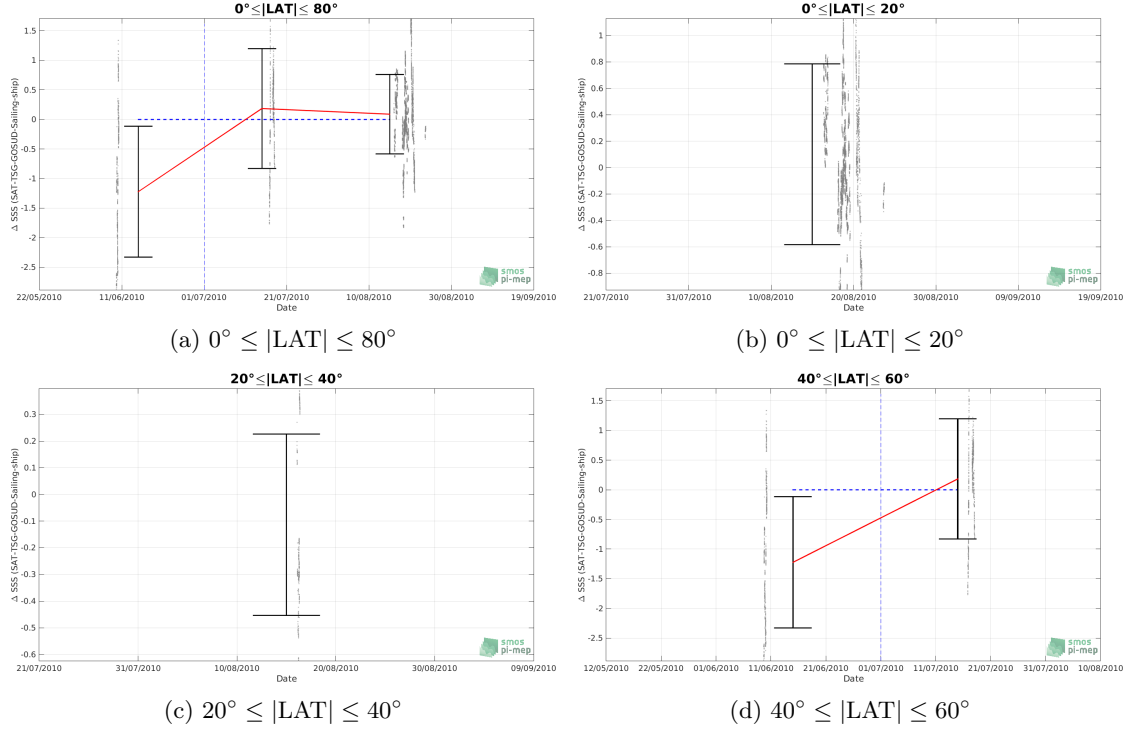 0°≤|LAT|≤ 80°
Δ SSS (SAT-TSG-GOSUD-Sailing-ship)
1.5
1
0.5
0
-0.5
-1
-1.5
-2
-2.5
22/05/2010 11/06/2010 01/07/2010 21/07/2010 10/08/2010 30/08/2010 19/09/2010
Date
smos
pi-mep
(a) 0° ≤ |LAT| ≤ 80°
0°≤|LAT|≤ 20°
Δ SSS (SAT-TSG-GOSUD-Sailing-ship)
1
0.8
0.6
0.4
0.2
0
-0.2
-0.4
-0.6
-0.8
21/07/2010 31/07/2010 10/08/2010 20/08/2010 30/08/2010 09/09/2010 19/09/2010
Date
smos
pi-mep
(b) 0° ≤ |LAT| ≤ 20°
20°≤|LAT|≤ 40°
Δ SSS (SAT-TSG-GOSUD-Sailing-ship)
0.3
0.2
0.1
0
-0.1
-0.2
-0.3
-0.4
-0.5
-0.6
21/07/2010 31/07/2010 10/08/2010 20/08/2010 30/08/2010 09/09/2010
Date
smos
pi-mep
(c) 20° ≤ |LAT| ≤ 40°
40°≤|LAT|≤ 60°
Δ SSS (SAT-TSG-GOSUD-Sailing-ship)
1.5
1
0.5
0
-0.5
-1
-1.5
-2
-2.5
12/05/2010 22/05/2010 01/06/2010 11/06/2010 21/06/2010 01/07/2010 11/07/2010 21/07/2010 31/07/2010 10/08/2010
Date
smos
pi-mep
(d) 40° ≤ |LAT| ≤ 60°